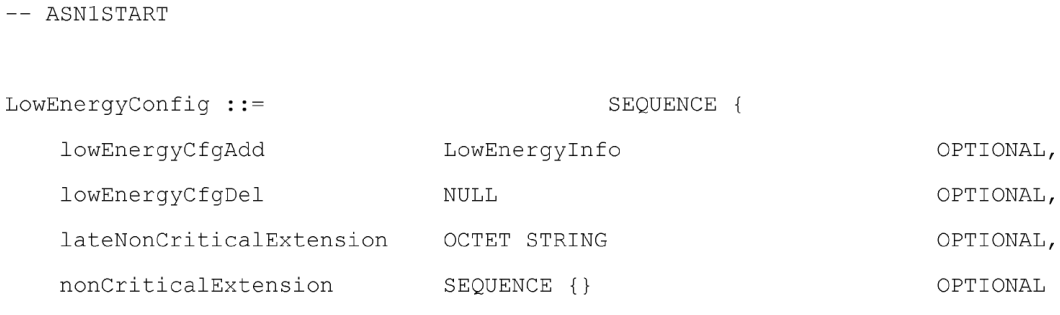 -- ASN1START
LowEnergyConfig ::= SEQUENCE {
lowEnergyCfgAdd LowEnergyInfo OPTIONAL,
lowEnergyCfgDel NULL OPTIONAL,
lateNonCriticalExtension OCTET STRING OPTIONAL,
nonCriticalExtension SEQUENCE {} OPTIONAL